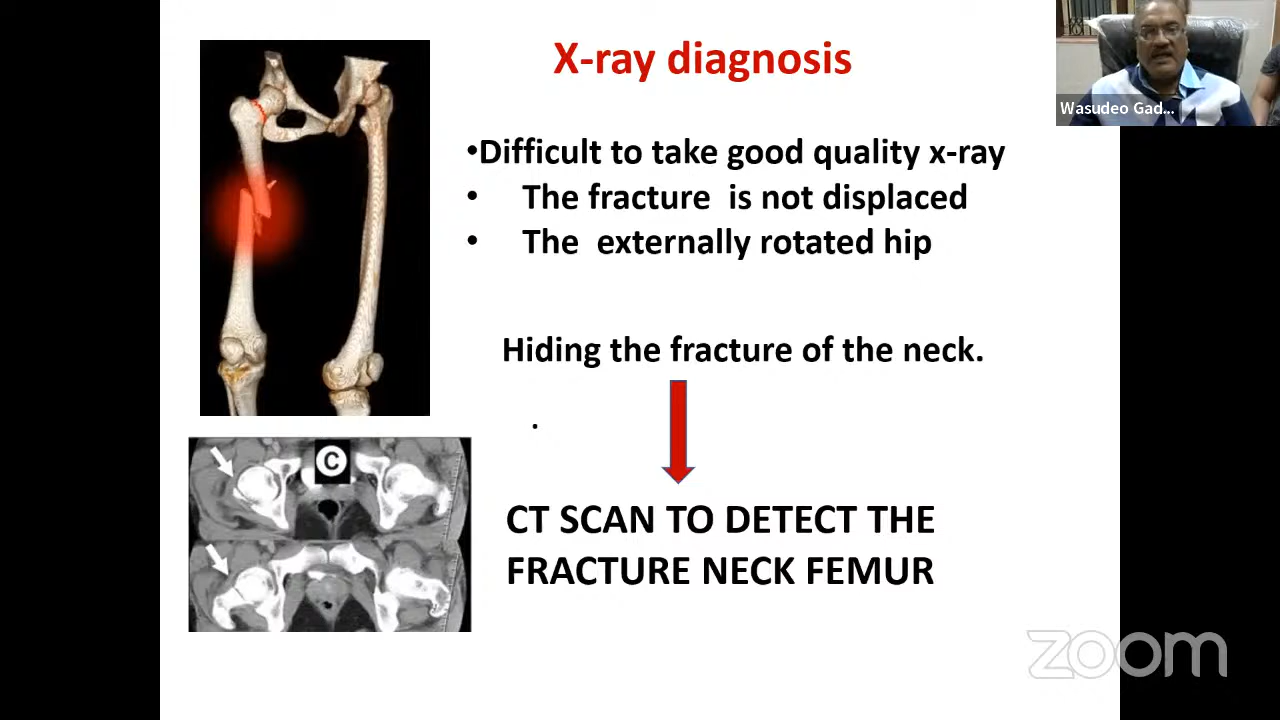 X-ray diagnosis
Wasudeo Gad...
•Difficult to take good quality x-ray
• The fracture is not displaced
• The externally rotated hip
Hiding the fracture of the neck.
.
C
CT SCAN TO DETECT THE
FRACTURE NECK FEMUR
zoom